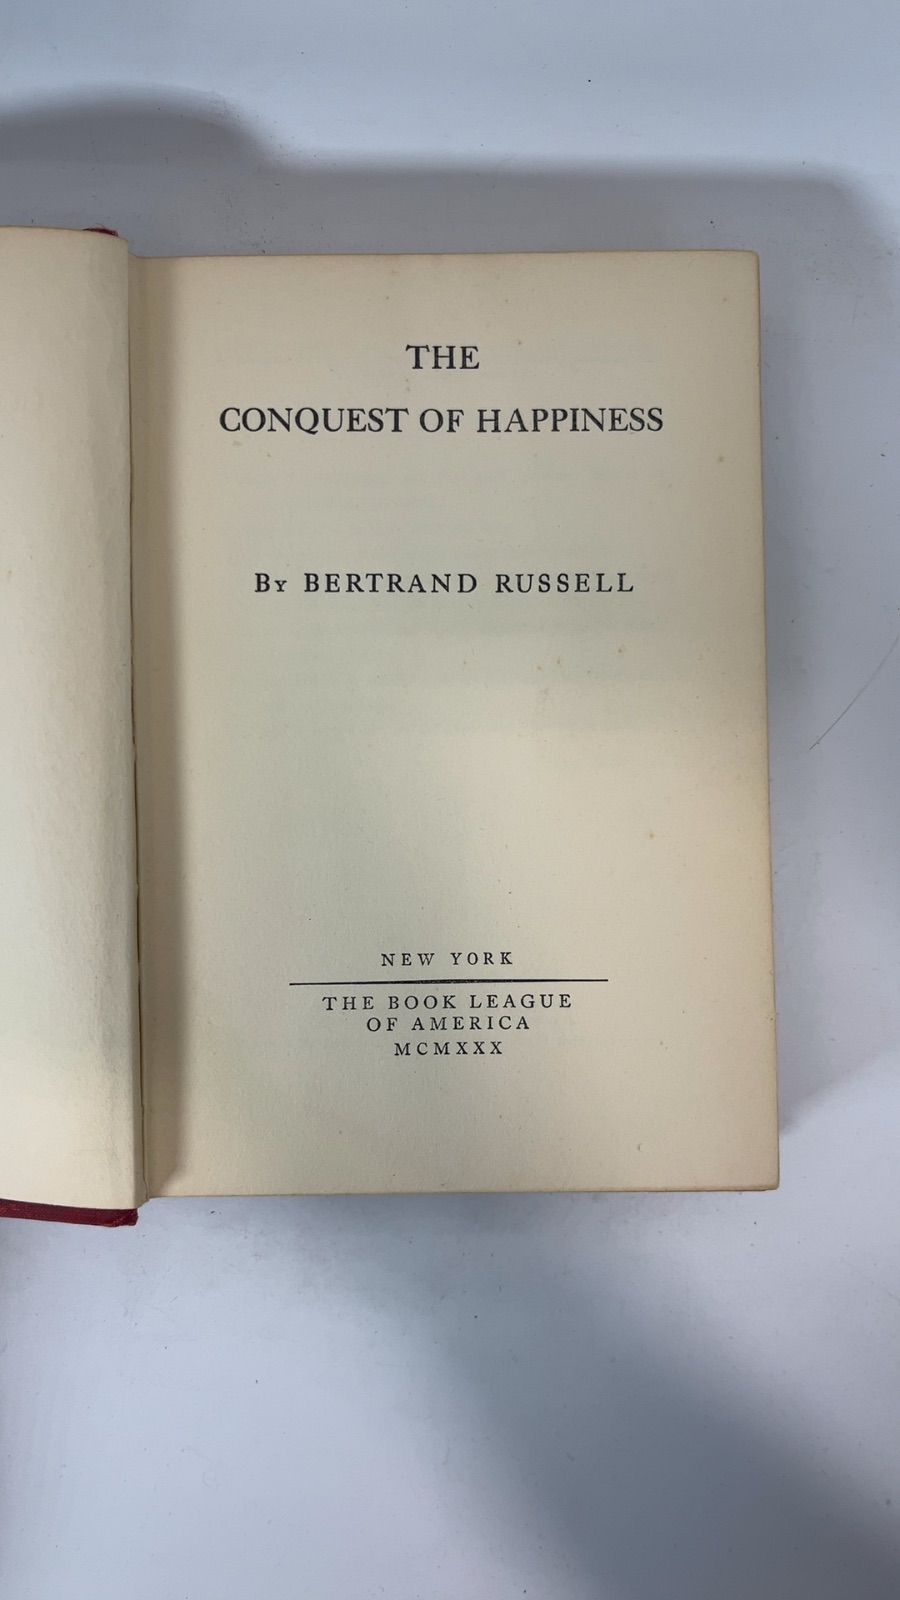 THE
CONQUEST OF HAPPINESS
By BERTRAND RUSSELL
NEW YORK
THE BOOK LEAGUE
OF AMERICA
MCMXXX